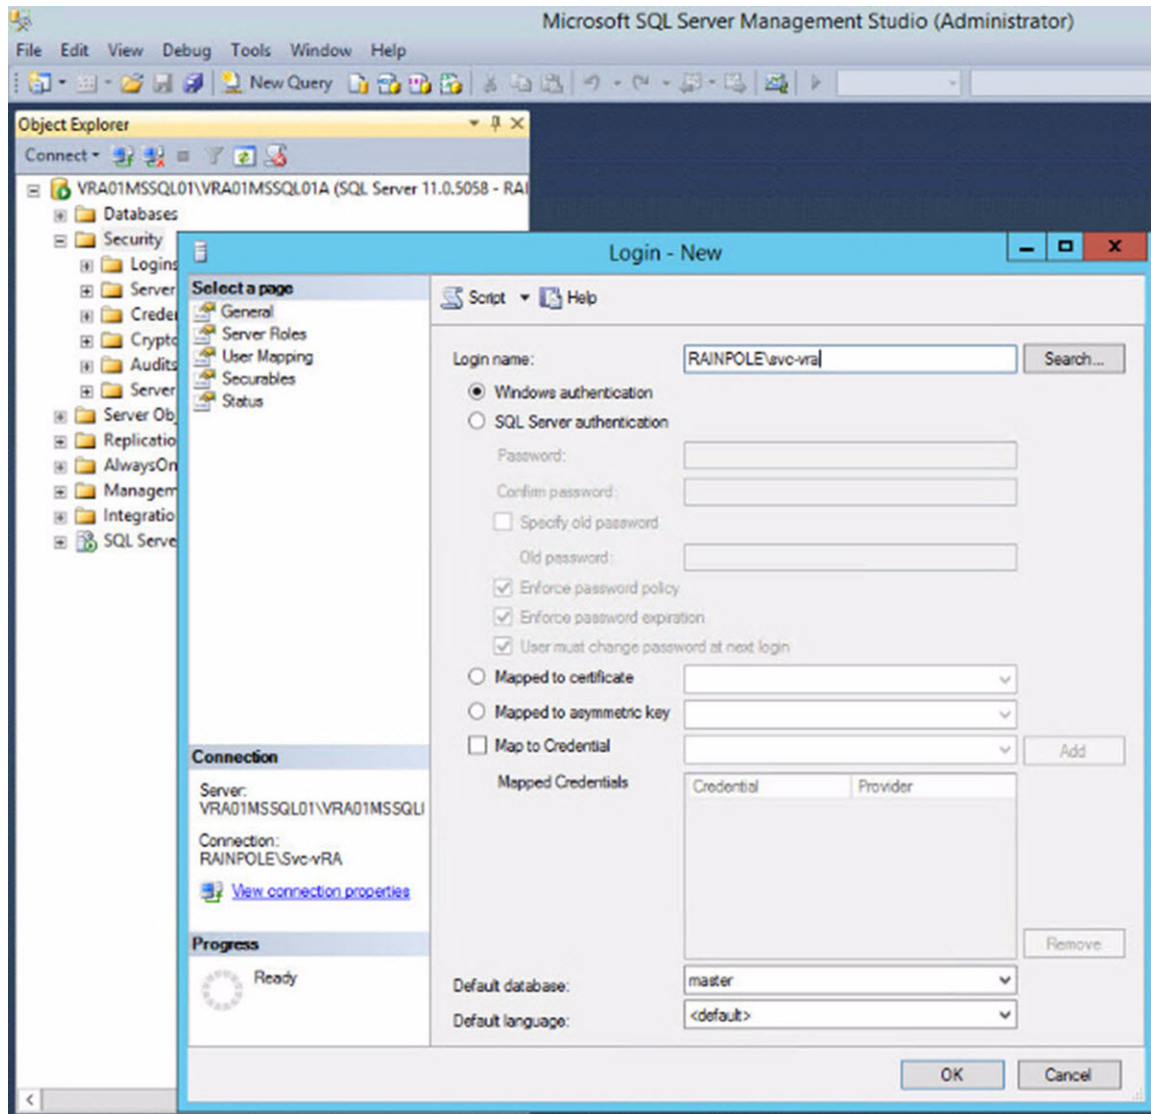 Microsoft SQL Server Management Studio (Administrator)
File Edit View Debug Tools Window Help
New Query
Object Explorer
Connect
VRA01MSSQL01\VRA01MSSQL01A (SQL Server 11.0.5058 - RAI
Databases
Security
Logins
Server
Creder
Crypto
Audits
Server
Server Obj
Replicatio
AlwaysOn
Managem
Integratio
SQL Serve
Login - New
Select a page
General
Server Roles
User Mapping
Securables
Status
Script Help
Login name: RAINPOLE\svc-vra Search...
Windows authentication
SQL Server authentication
Password:
Confirm password:
Specify old password
Old password:
Enforce password policy
Enforce password expiration
User must change password at next login
Mapped to certificate
Mapped to asymmetric key
Map to Credential Add
Mapped Credentials Credential Provider
Remove
Default database: master
Default language: <default>
Connection
Server:
VRA01MSSQL01\VRA01MSSQL(
Connection:
RAINPOLE\Svc-vRA
View connection properties
Progress
Ready
OK Cancel